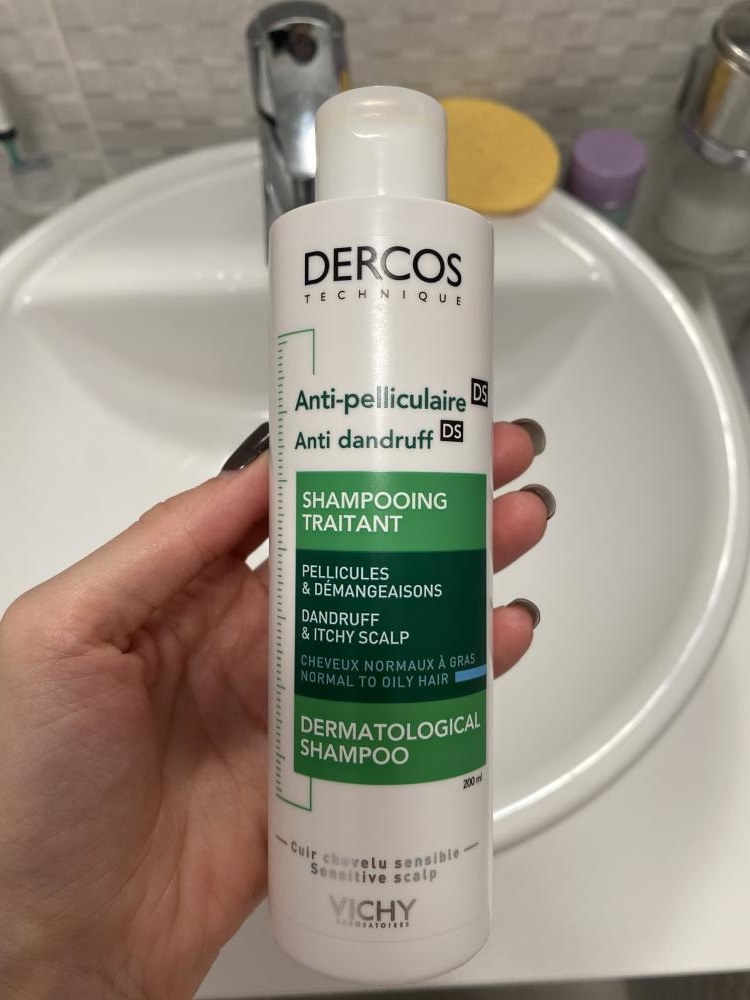 DERCOS
TECHNIQUE
Anti-pelliculaire DS
Anti dandruff DS
SHAMPOOING
TRAITANT
PELLICULES
& DÉMANGEAISONS
DANDRUFF
& ITCHY SCALP
CHEVEUX NORMAUX À GRAS
NORMAL TO OILY HAIR
DERMATOLOGICAL
SHAMPOO
200 ml
Cuir chevelu sensible
Sensitive scalp
VICHY
LABORATOIRES